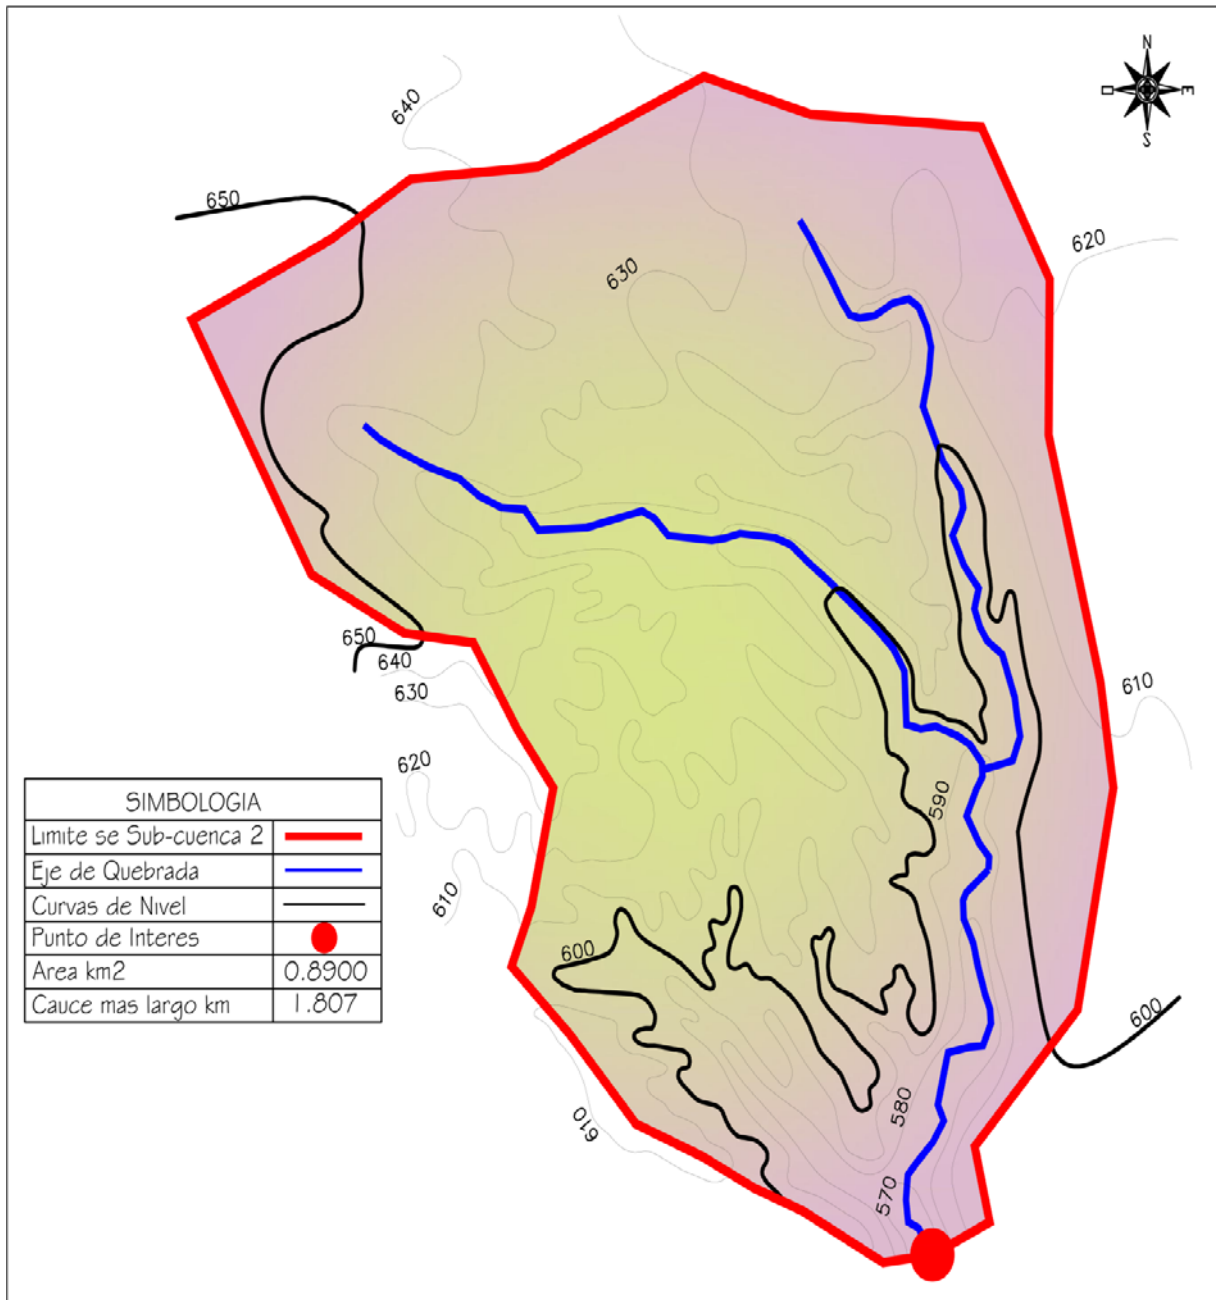 N
O E
S
640
650
620
630
650
640
630
610
620
590
610
600
600
580
610
570
SIMBOLOGIA
Limite se Sub-cuenca 2
Eje de Quebrada
Curvas de Nivel
Punto de Interes
Area km2 0.8900
Cauce mas largo km 1.807